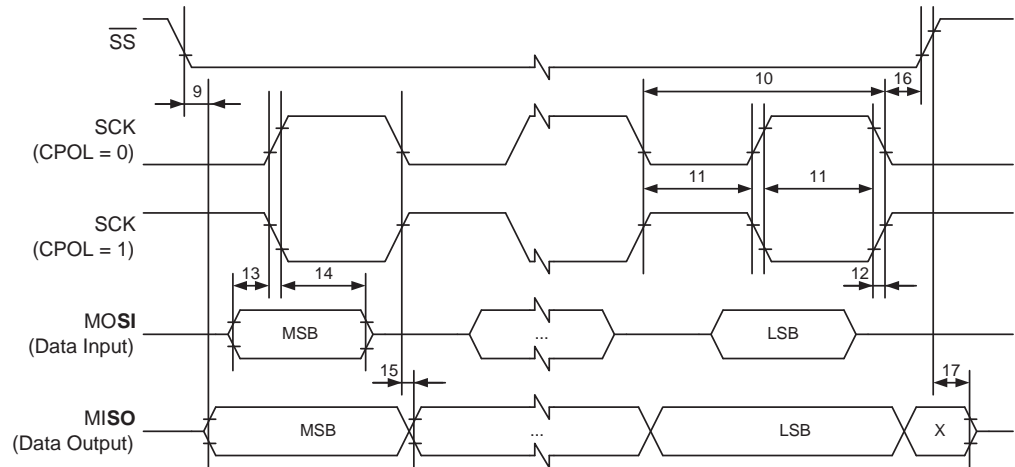 SS
9
10
16
SCK
(CPOL = 0)
11
11
SCK
(CPOL = 1)
13
14
12
MOSI
(Data Input)
MSB
...
LSB
15
17
MISO
(Data Output)
MSB
...
LSB
X